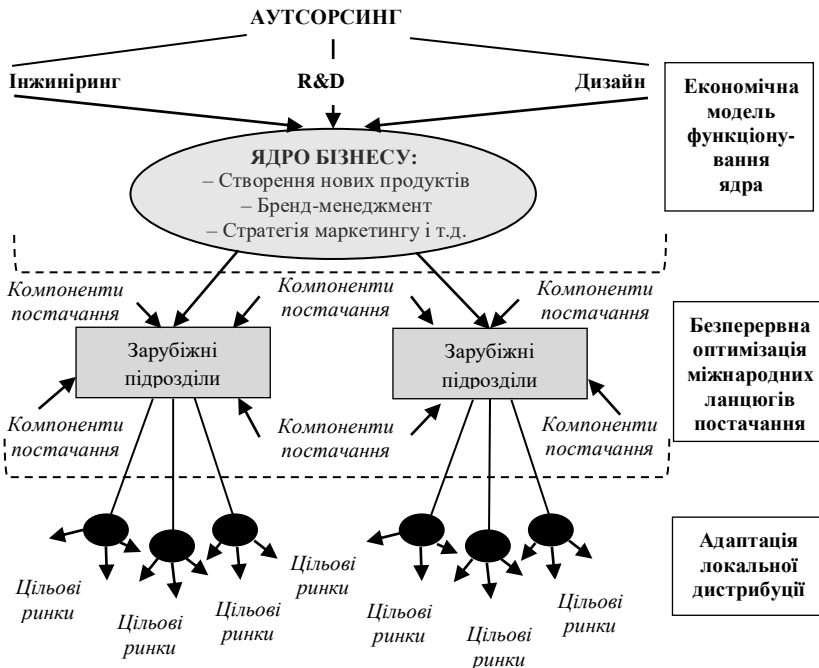 АУТСОРСИНГ
Інжиніринг
R&D
Дизайн
Економічна
модель
функціону-
вання
ядра
ЯДРО БІЗНЕСУ:
– Створення нових продуктів
– Бренд-менеджмент
– Стратегія маркетингу і т.д.
Компоненти
постачання
Компоненти
постачання
Компоненти
постачання
Зарубіжні
підрозділи
Зарубіжні
підрозділи
Безперервна
оптимізація
міжнародних
ланцюгів
постачання
Компоненти
постачання
Компоненти
постачання
Компоненти
постачання
Цільові
ринки
Цільові
ринки
Цільові
ринки
Цільові
ринки
Цільові
ринки
Цільові
ринки
Адаптація
локальної
дистрибуції